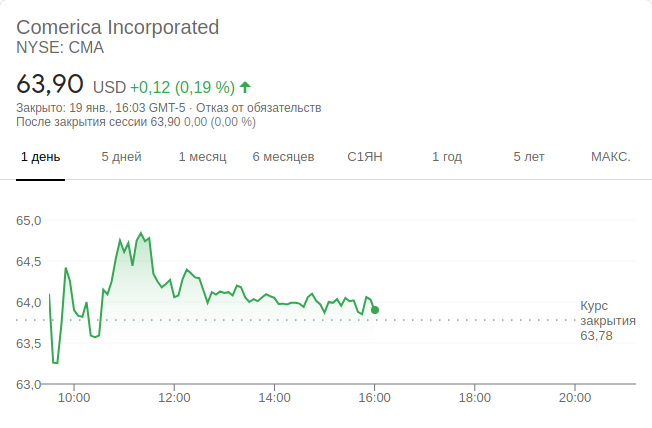 Comerica Incorporated
NYSE: CMA
63,90 USD +0,12 (0,19 %)
Закрыто: 19 янв., 16:03 GMT-5 · Отказ от обязательств
После закрытия сессии 63,90 0,00 (0,00 %)
1 день 5 дней 1 месяц 6 месяцев С1ЯН 1 год 5 лет МАКС.
65,0
64,5
64,0
63,5
63,0
Курс
закрытия
63,78
10:00 12:00 14:00 16:00 18:00 20:00